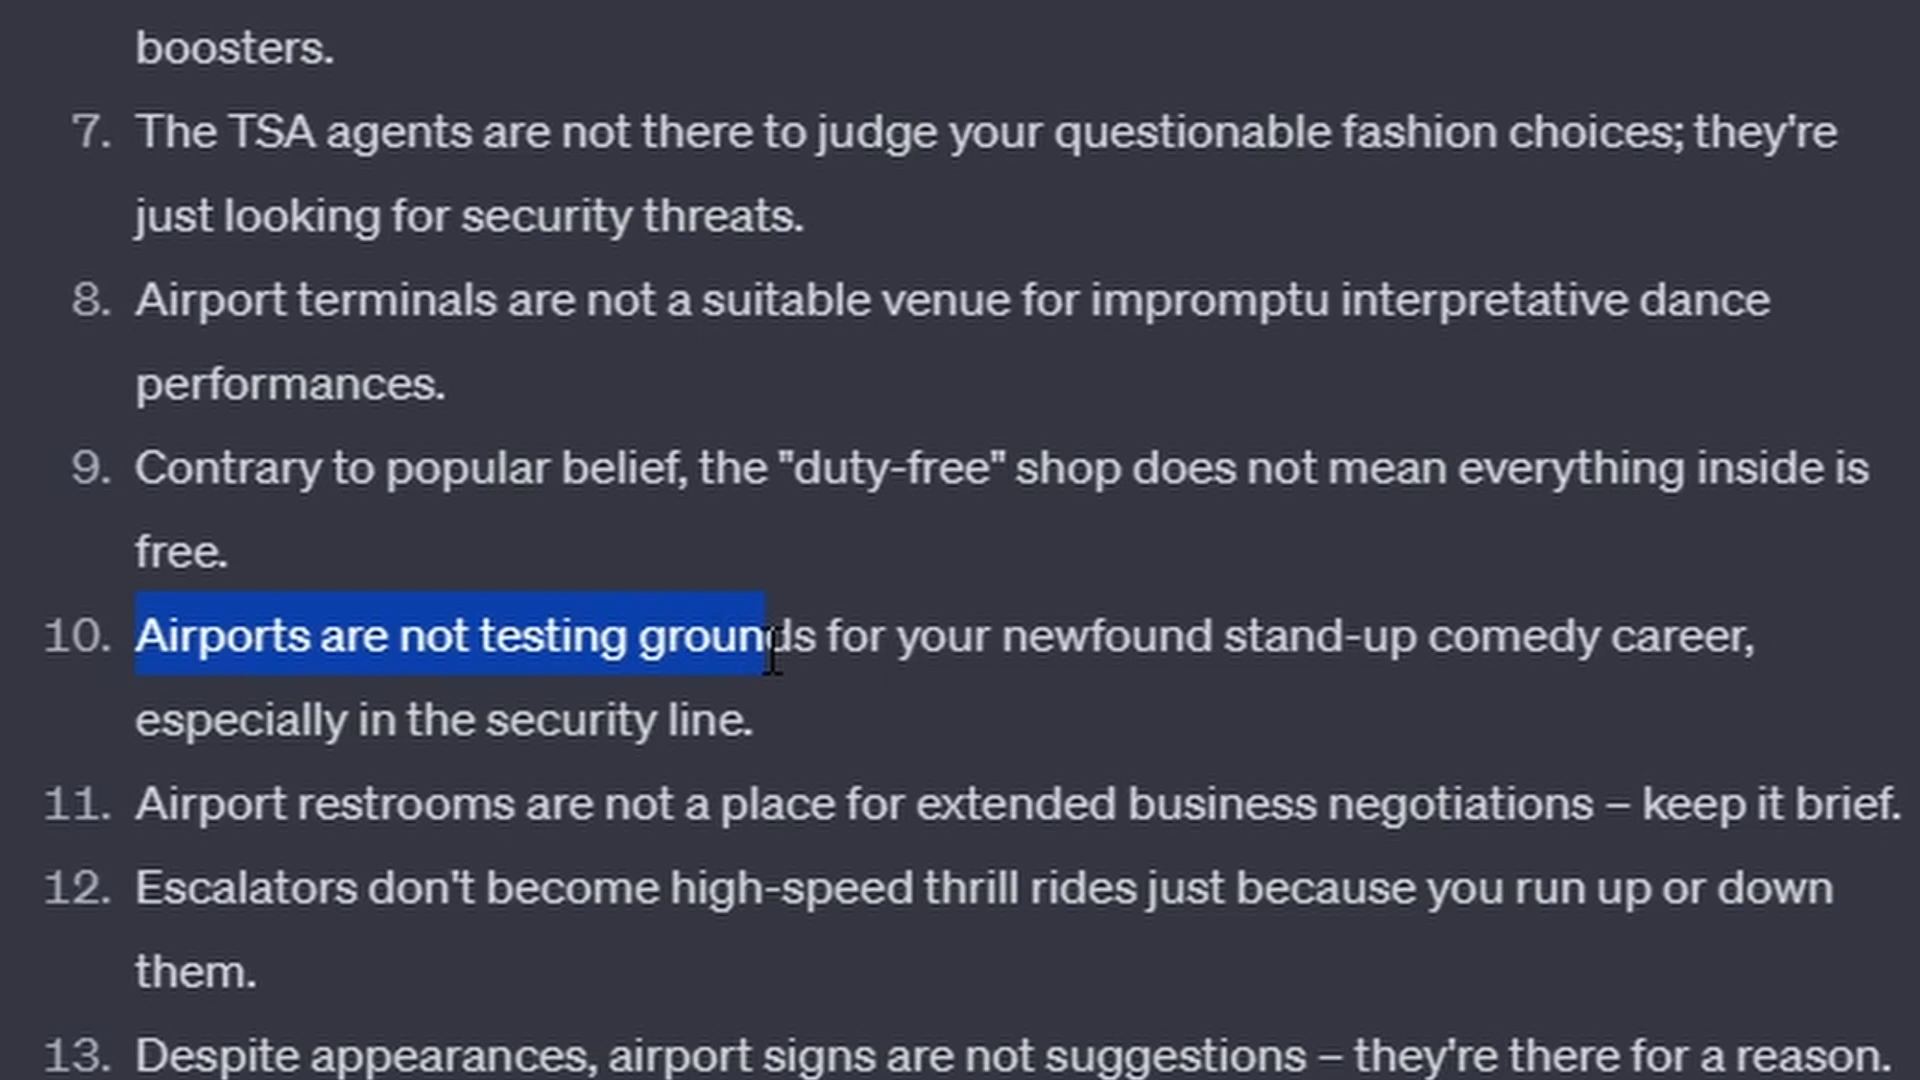 boosters.
7. The TSA agents are not there to judge your questionable fashion choices; they're
just looking for security threats.
8. Airport terminals are not a suitable venue for impromptu interpretative dance
performances.
9. Contrary to popular belief, the "duty-free" shop does not mean everything inside is
free.
10. Airports are not testing grounds for your newfound stand-up comedy career,
especially in the security line.
11. Airport restrooms are not a place for extended business negotiations – keep it brief.
12. Escalators don't become high-speed thrill rides just because you run up or down
them.
13. Despite appearances, airport signs are not suggestions – they're there for a reason.